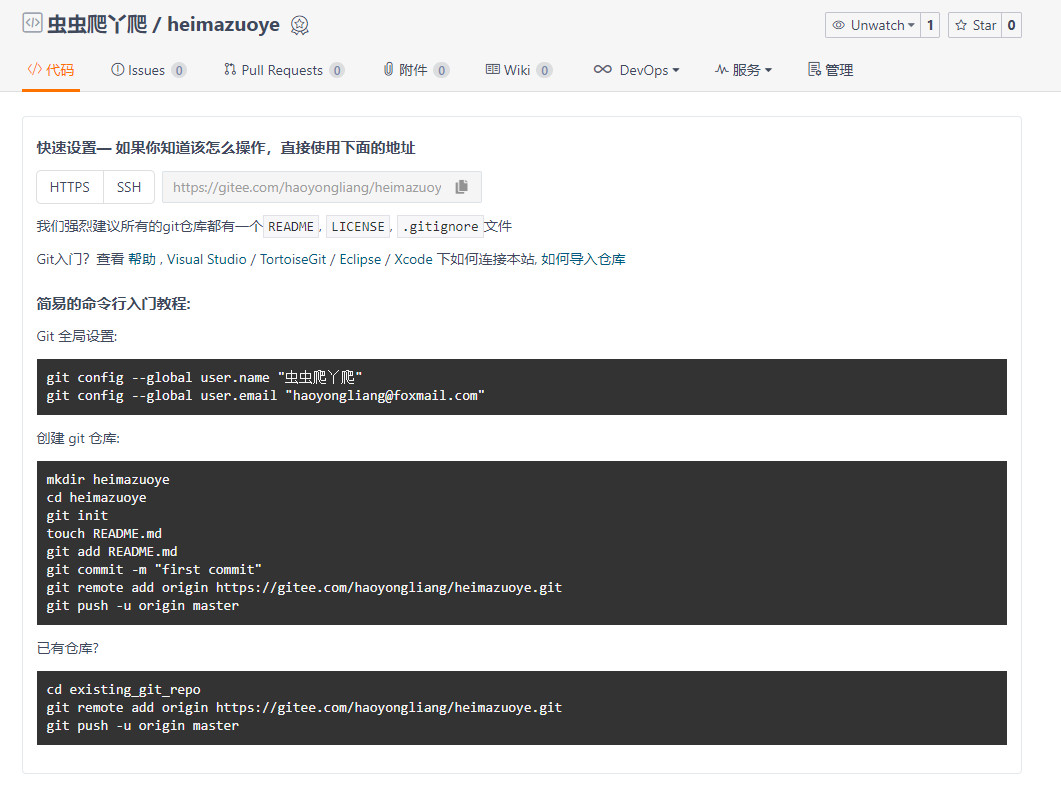 虫虫爬丫爬 / heimazuoye
Unwatch 1 Star 0
代码 Issues 0 Pull Requests 0 附件 0 Wiki 0 DevOps 服务 管理
快速设置— 如果你知道该怎么操作，直接使用下面的地址
HTTPS SSH https://gitee.com/haoyongliang/heimazuoy
我们强烈建议所有的git仓库都有一个 README, LICENSE, .gitignore 文件
Git入门？查看 帮助 , Visual Studio / TortoiseGit / Eclipse / Xcode 下如何连接本站, 如何导入仓库
简易的命令行入门教程:
Git 全局设置:
git config --global user.name "虫虫爬丫爬"
git config --global user.email "haoyongliang@foxmail.com"
创建 git 仓库:
mkdir heimazuoye
cd heimazuoye
git init
touch README.md
git add README.md
git commit -m "first commit"
git remote add origin https://gitee.com/haoyongliang/heimazuoye.git
git push -u origin master
已有仓库?
cd existing_git_repo
git remote add origin https://gitee.com/haoyongliang/heimazuoye.git
git push -u origin master